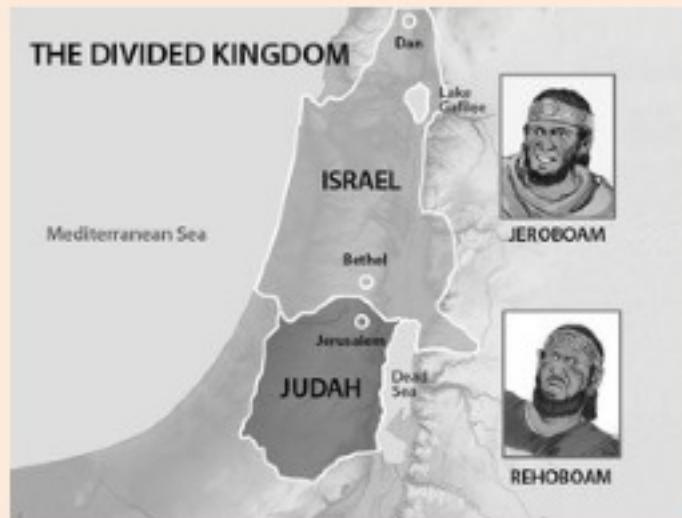 THE DIVIDED KINGDOM
Dan
Lake
Galilee
ISRAEL
JEROBOAM
Mediterranean Sea
Bethel
Jerusalem
JUDAH
Dead
Sea
REHOBOAM